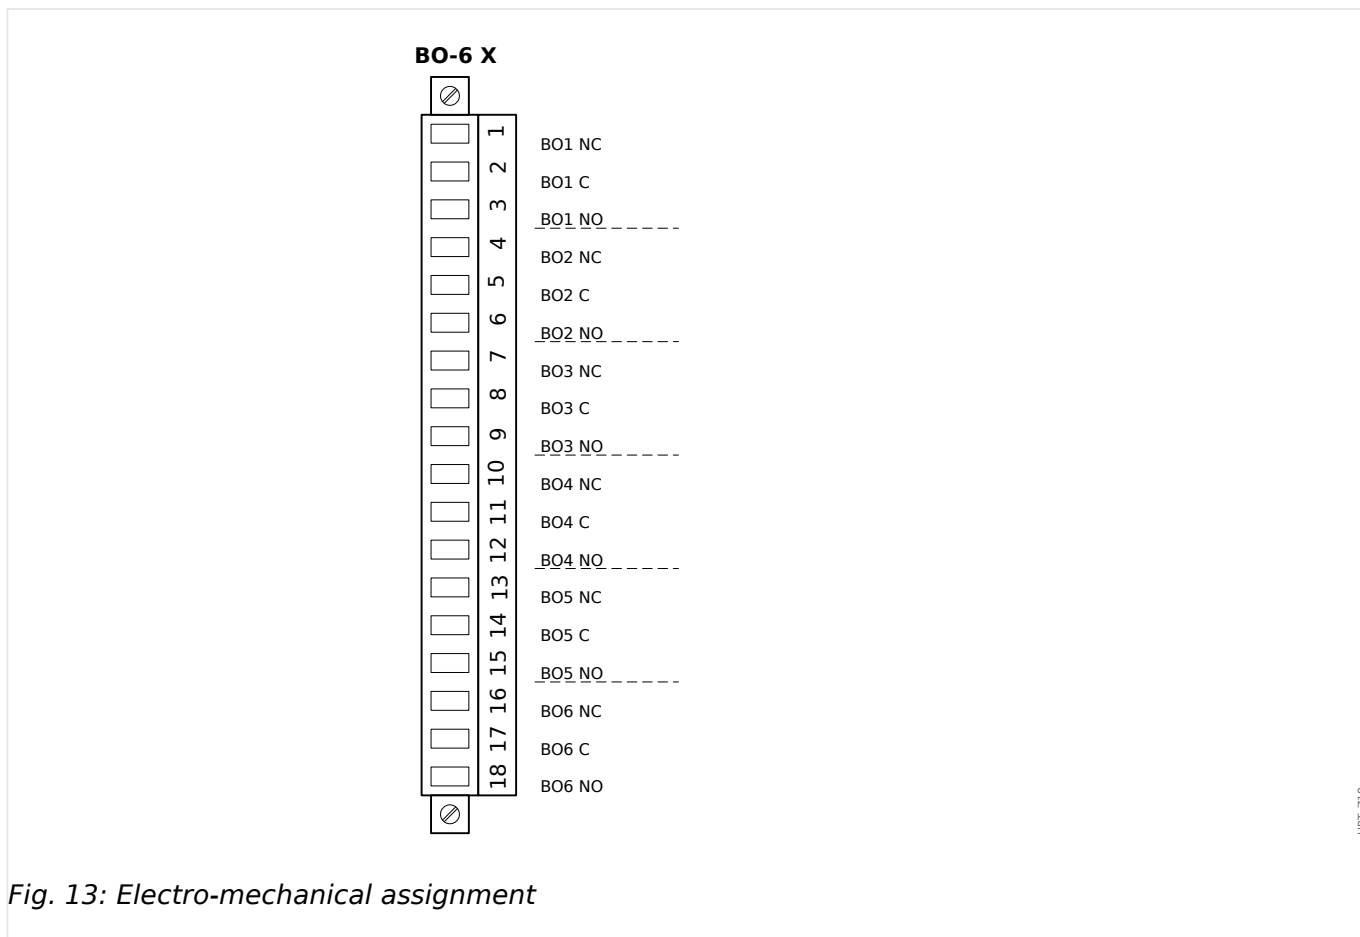 BO-6 X
1 BO1 NC
2 BO1 C
3 BO1 NO
4 BO2 NC
5 BO2 C
6 BO2 NO
7 BO3 NC
8 BO3 C
9 BO3 NO
10 BO4 NC
11 BO4 C
12 BO4 NO
13 BO5 NC
14 BO5 C
15 BO5 NO
16 BO6 NC
17 BO6 C
18 BO6 NO
Fig. 13: Electro-mechanical assignment